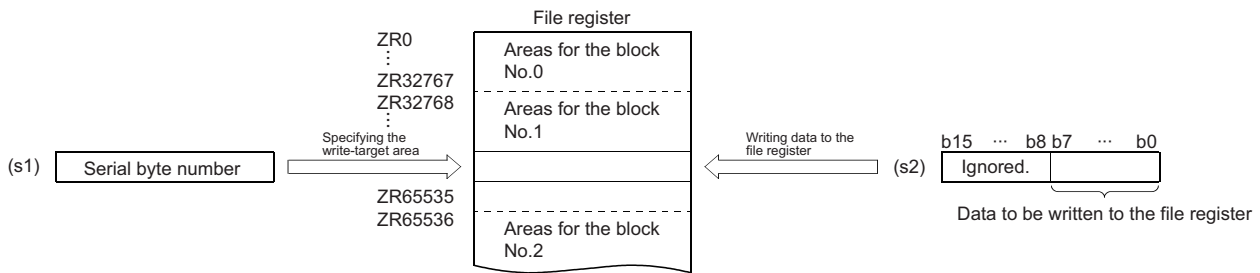 File register
ZR0
⋮
ZR32767
ZR32768
⋮
Areas for the block
No.0
Areas for the block
No.1
(s1)
Serial byte number
Specifying the
write-target area
Writing data to the
file register
(s2)
b15 ··· b8 b7 ··· b0
Ignored.
Data to be written to the file register
ZR65535
ZR65536
Areas for the block
No.2